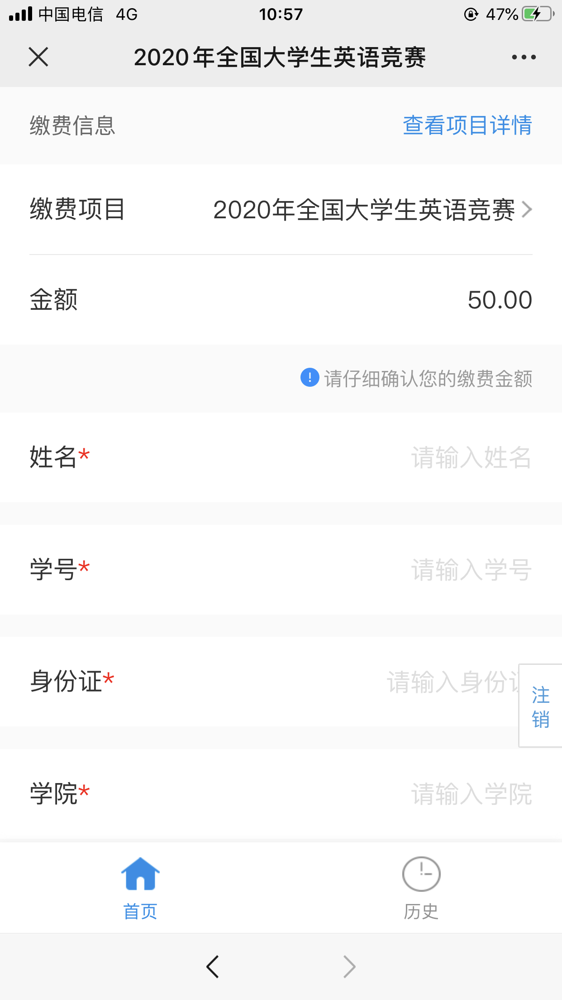 中国电信 4G 10:57 47%
2020年全国大学生英语竞赛
缴费信息 查看项目详情
缴费项目 2020年全国大学生英语竞赛
金额 50.00
请仔细确认您的缴费金额
姓名* 请输入姓名
学号* 请输入学号
身份证* 请输入身份证
注
销
学院* 请输入学院
首页 历史